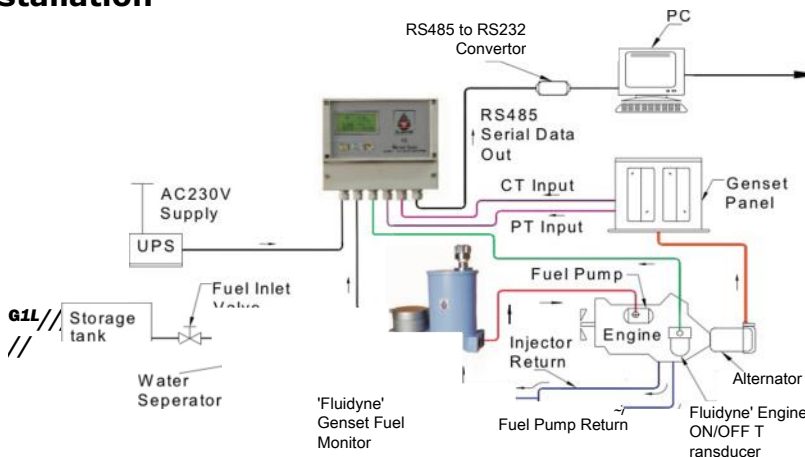 stallation
PC
RS485 to RS232
Convertor
RS485
Serial Data
Out
CT Input
PT Input
Genset
Panel
AC230V
Supply
UPS
Fuel Inlet
Fuel Pump
G1L//
//
Storage
tank
Engine
Injector
Return
Water
Seperator
Alternator
'Fluidyne'
Genset Fuel
Monitor
Fuel Pump Return
~/
Fluidyne' Engine
ON/OFF T
ransducer